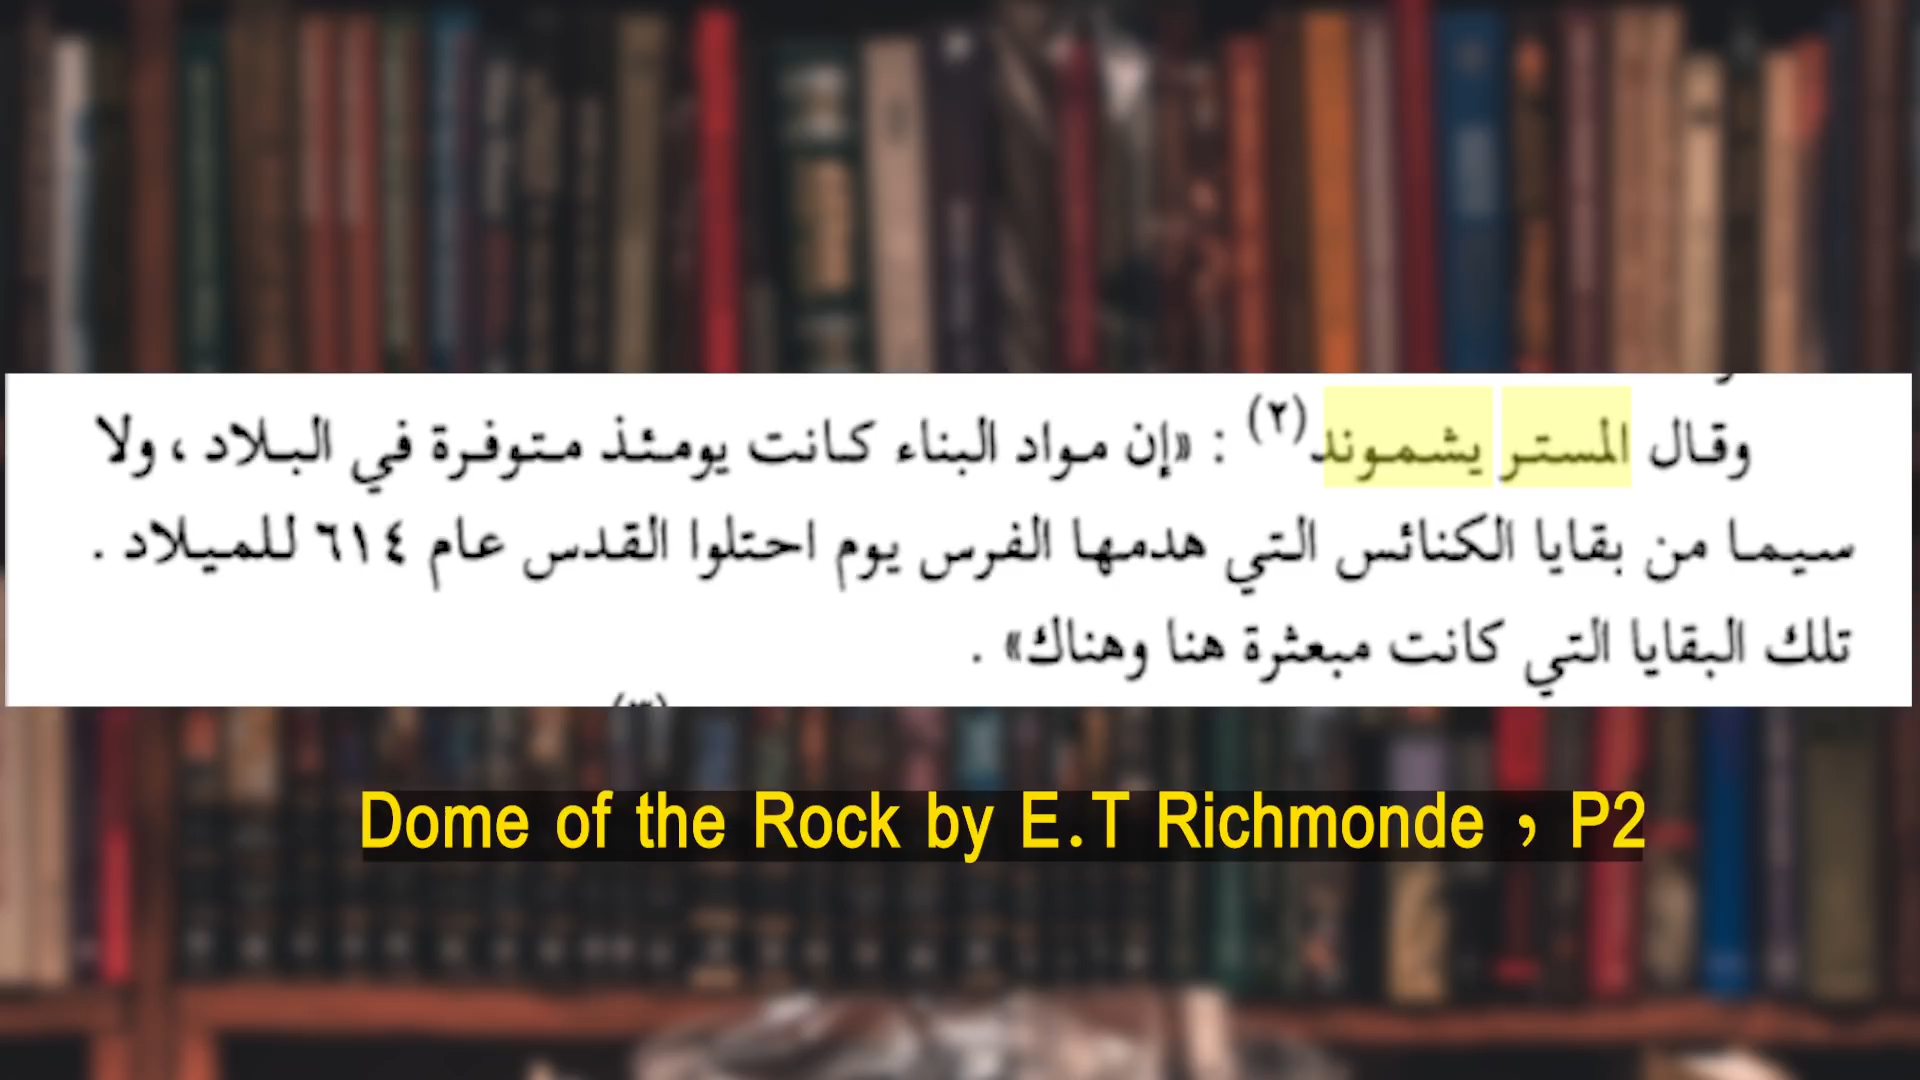 وقال المستر يشموند(٢) : «إن مواد البناء كانت يومئذ متوفرة في البلاد ، ولا
سيما من بقايا الكنائس التي هدمها الفرس يوم احتلوا القدس عام ٦١٤ للميلاد .
تلك البقايا التي كانت مبعثرة هنا وهناك» .
Dome of the Rock by E.T Richmonde , P2